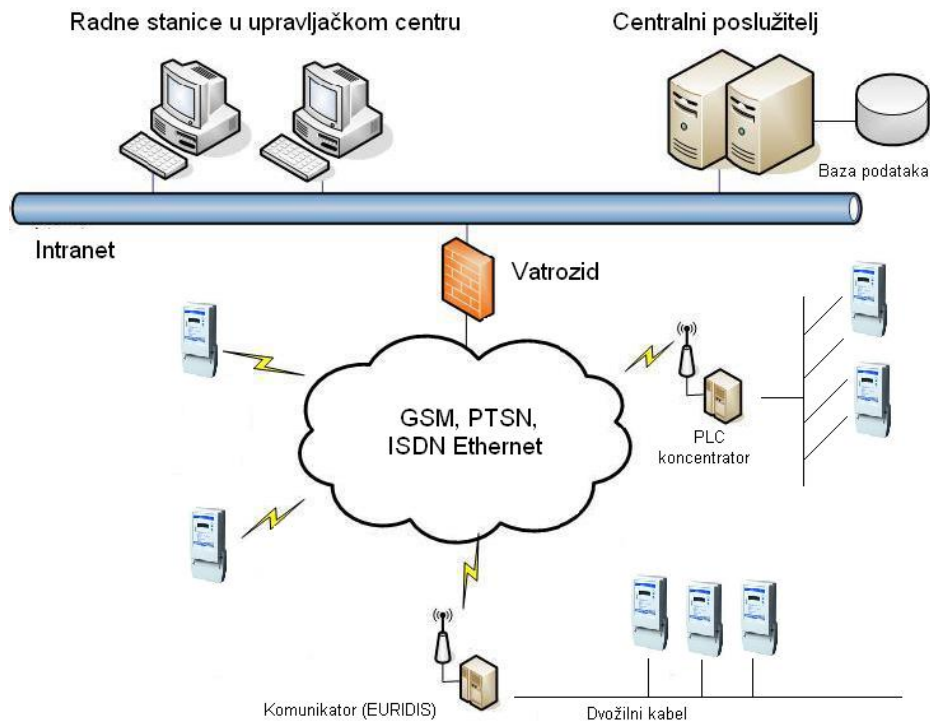 Radne stanice u upravljačkom centru
Centralni poslužitelj
Baza podataka
Intranet
Vatrozid
GSM, PTSN,
ISDN Ethernet
PLC
koncentrator
Komunikator (EURIDIS)
Dvožilni kabel